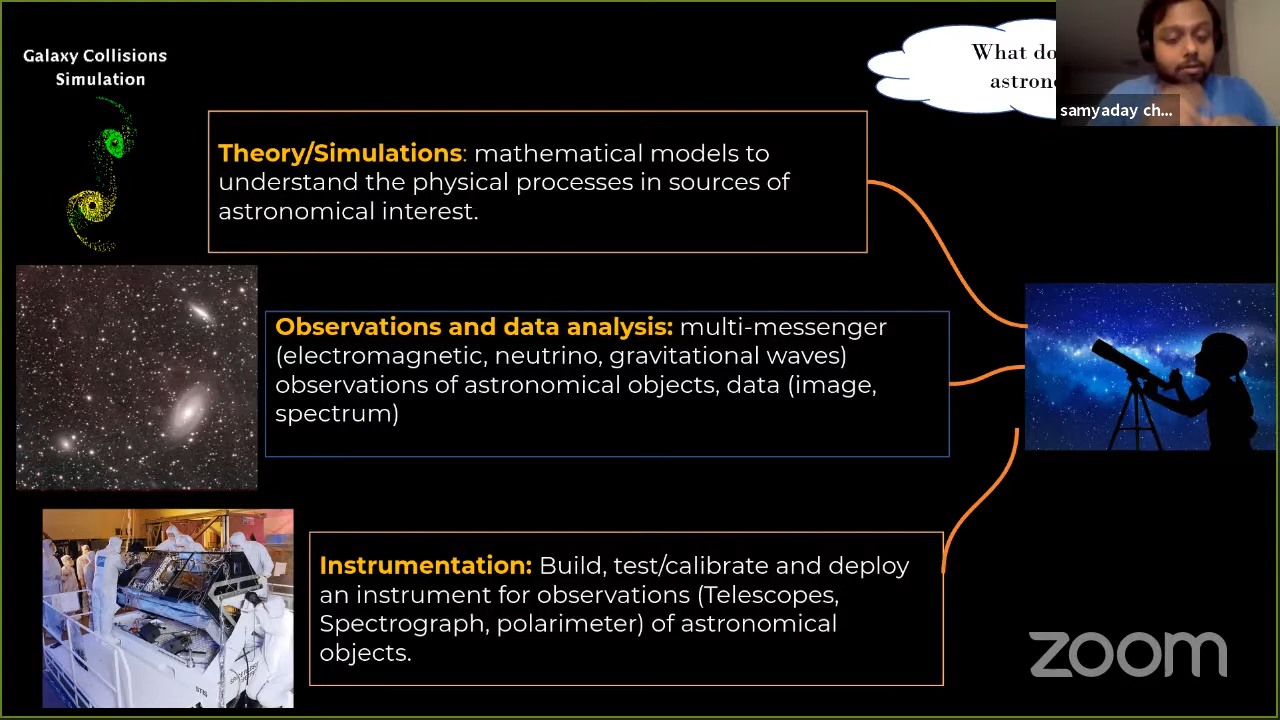 Galaxy Collisions
Simulation
What do
astron
samyaday ch...
Theory/Simulations: mathematical models to
understand the physical processes in sources of
astronomical interest.
Observations and data analysis: multi-messenger
(electromagnetic, neutrino, gravitational waves)
observations of astronomical objects, data (image,
spectrum)
Instrumentation: Build, test/calibrate and deploy
an instrument for observations (Telescopes,
Spectrograph, polarimeter) of astronomical
objects.
zoom